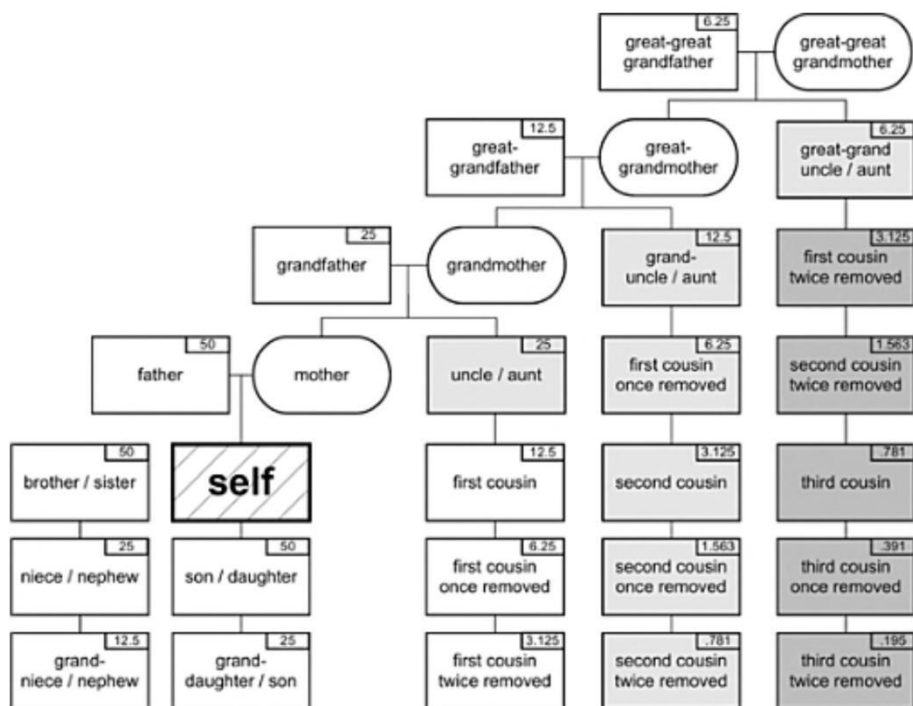 6.25
great-great
grandfather
great-great
grandmother
12.5
great-
grandfather
great-
grandmother
6.25
great-grand
uncle / aunt
25
grandfather
grandmother
12.5
grand-
uncle / aunt
3.125
first cousin
twice removed
50
father
mother
25
uncle / aunt
6.25
first cousin
once removed
1.563
second cousin
twice removed
50
brother / sister
self
12.5
first cousin
3.125
second cousin
.781
third cousin
25
niece / nephew
50
son / daughter
6.25
first cousin
once removed
1.563
second cousin
once removed
.391
third cousin
once removed
12.5
grand-
niece / nephew
25
grand-
daughter / son
3.125
first cousin
twice removed
.781
second cousin
twice removed
.195
third cousin
twice removed